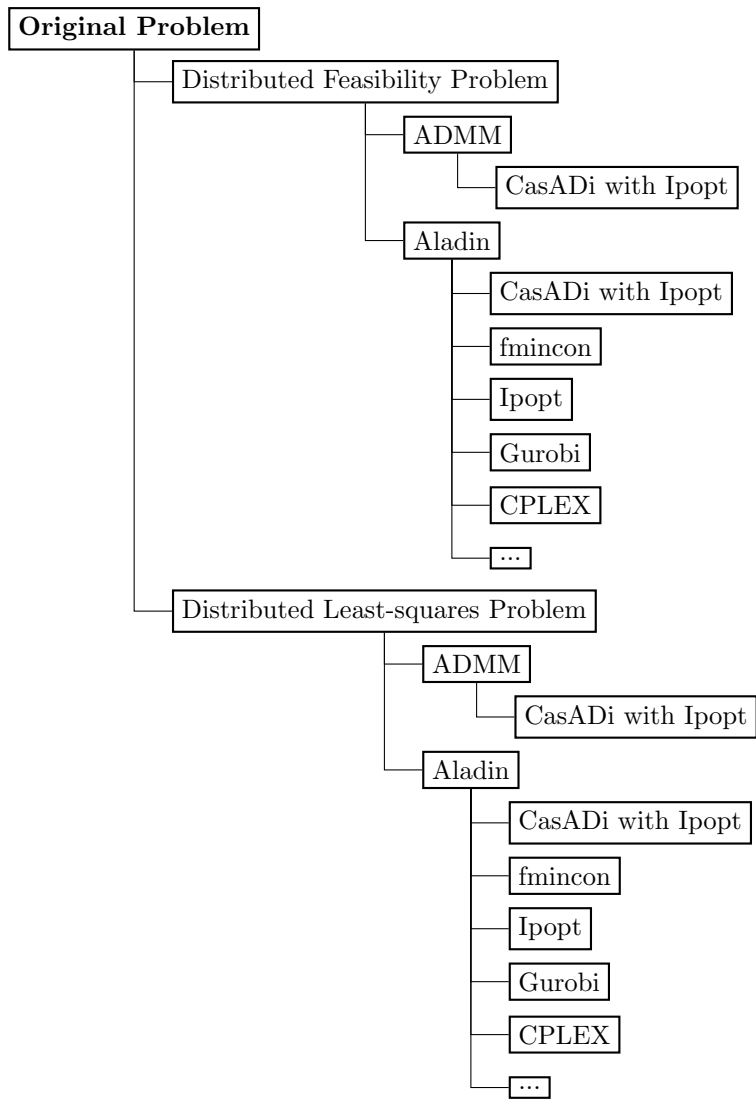 Original Problem
Distributed Feasibility Problem
ADMM
CasADi with Ipopt
Aladin
CasADi with Ipopt
fmincon
Ipopt
Gurobi
CPLEX
...
Distributed Least-squares Problem
ADMM
CasADi with Ipopt
Aladin
CasADi with Ipopt
fmincon
Ipopt
Gurobi
CPLEX
...